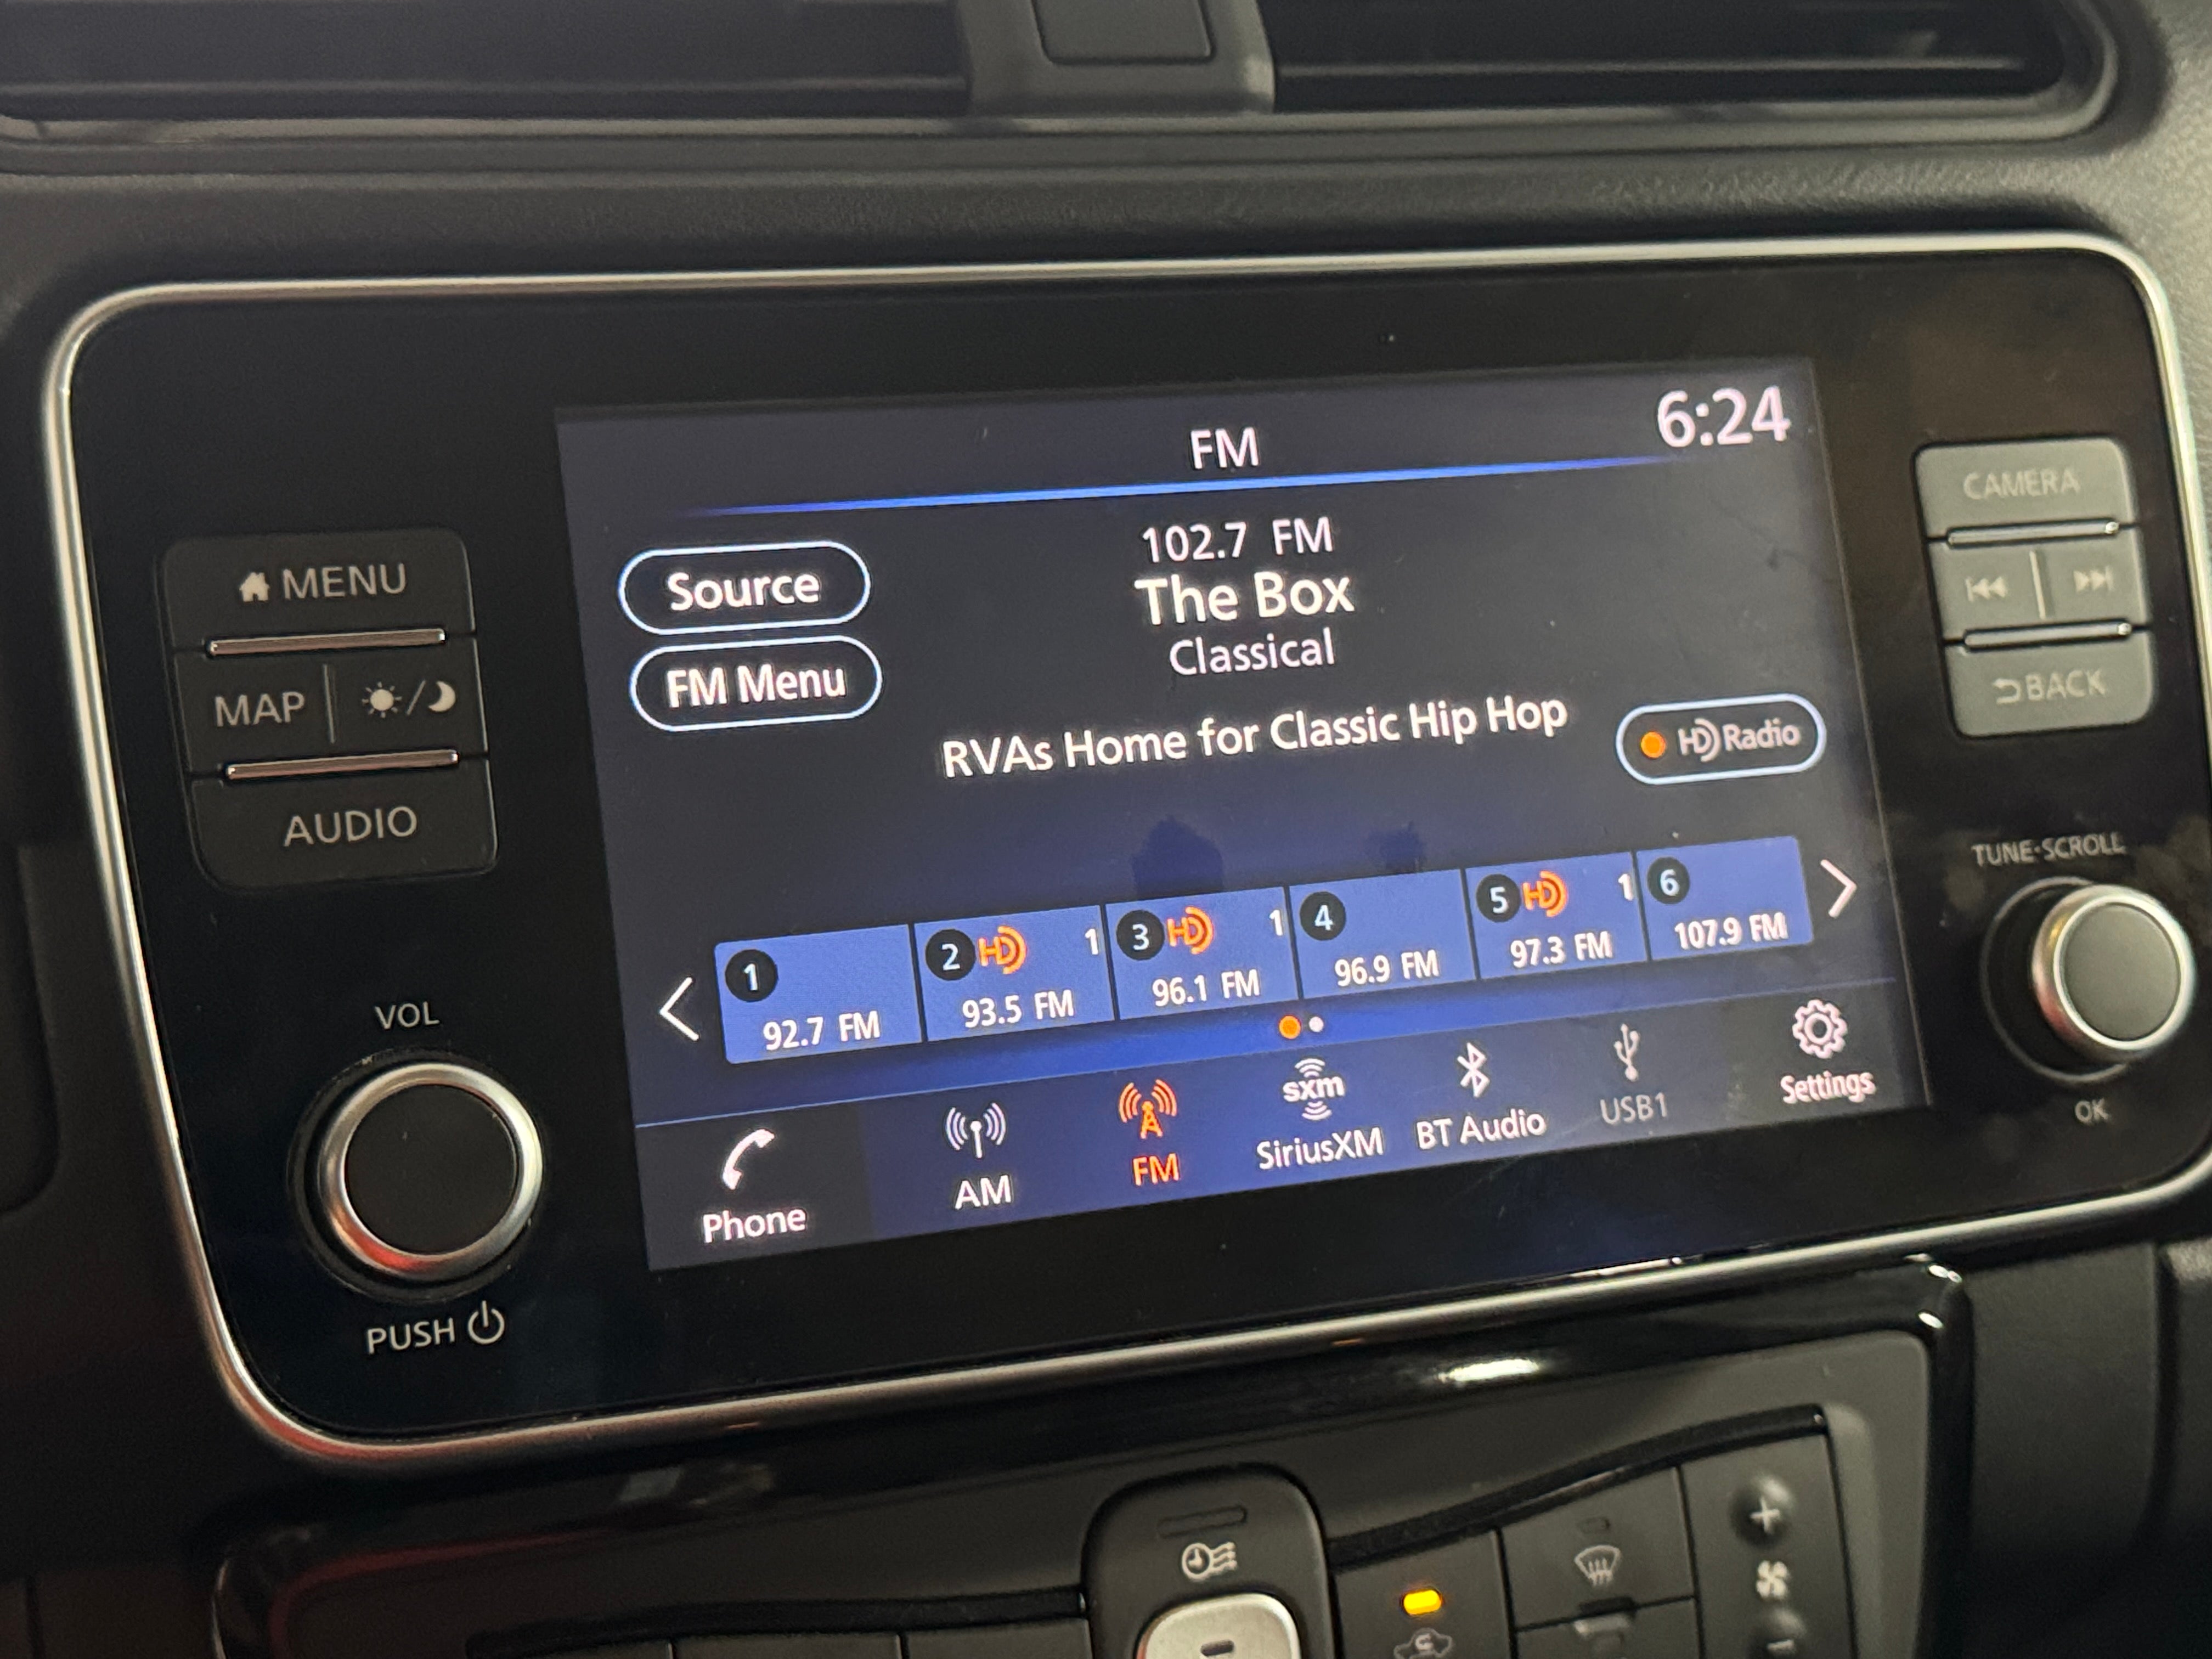 FM
6:24
102.7 FM
The Box
Classical
Source
FM Menu
RVAs Home for Classic Hip Hop
HD Radio
1
92.7 FM
2 HD 1
93.5 FM
3 HD 1
96.1 FM
4
96.9 FM
5 HD 1
97.3 FM
6
107.9 FM
Phone
AM
FM
sxm
SiriusXM
BT Audio
USB1
Settings
MENU
MAP
AUDIO
VOL
PUSH
CAMERA
BACK
TUNE·SCROLL
OK